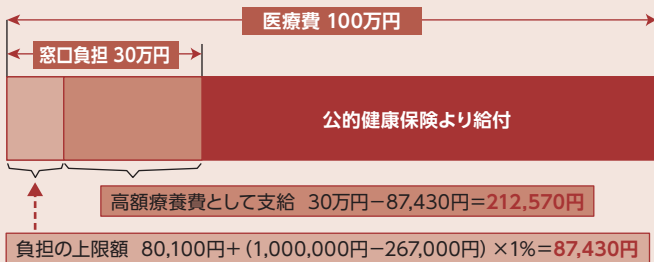 医療費 100万円
窓口負担 30万円
公的健康保険より給付
高額療養費として支給 30万円−87,430円=212,570円
負担の上限額 80,100円+(1,000,000円−267,000円)×1%=87,430円